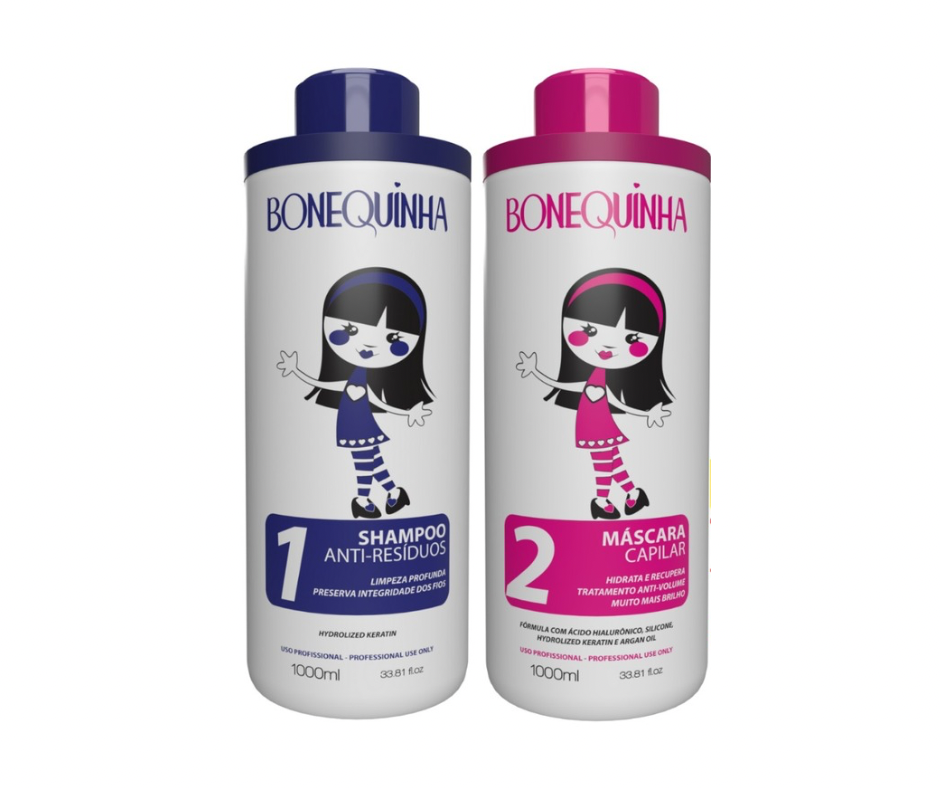 BONEQUINHA
1
SHAMPOO
ANTI-RESÍDUOS
LIMPEZA PROFUNDA
PRESERVA INTEGRIDADE DOS FIOS
HYDROLIZED KERATIN
USO PROFISSIONAL - PROFESSIONAL USE ONLY
1000ml 33.81 fl.oz
BONEQUINHA
2
MÁSCARA
CAPILAR
HIDRATA E RECUPERA
TRATAMENTO ANTI-VOLUME
MUITO MAIS BRILHO
FÓRMULA COM ÁCIDO HIALURÔNICO, SILICONE,
HYDROLIZED KERATIN E ARGAN OIL
USO PROFISSIONAL - PROFESSIONAL USE ONLY
1000ml 33.81 fl.oz